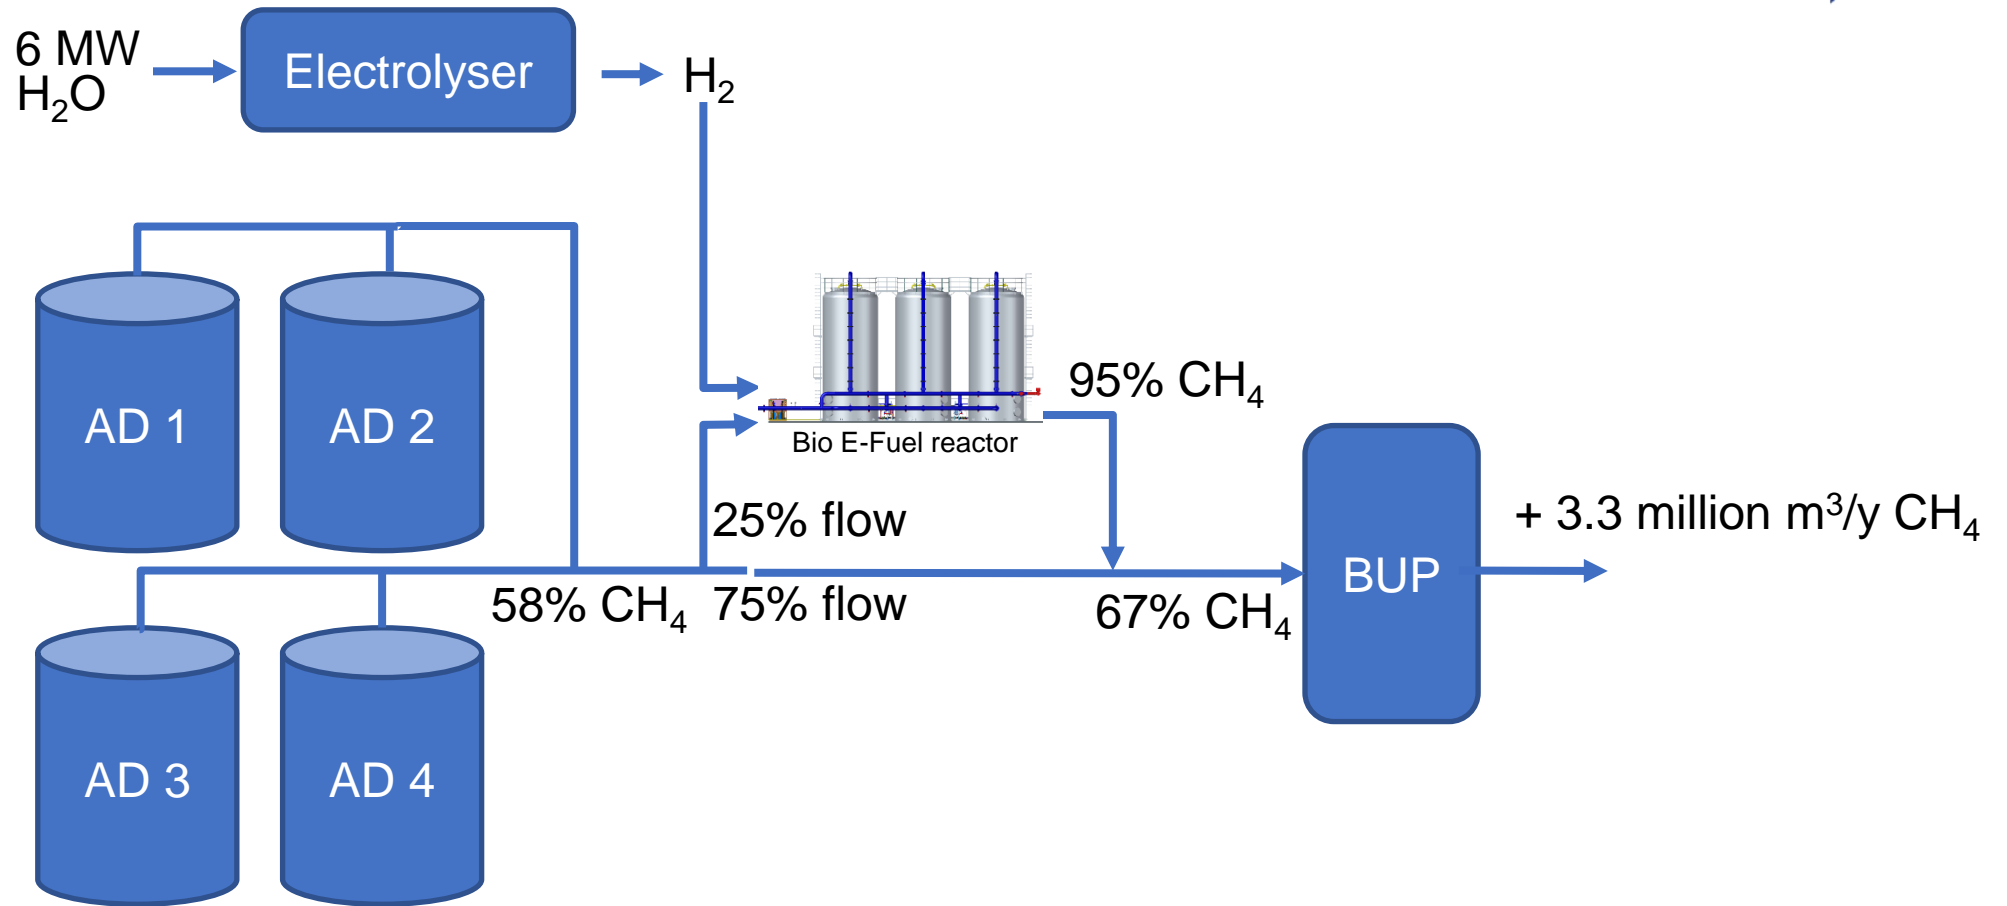 6 MW
H₂O
Electrolyser
H₂
AD 1
AD 2
95% CH₄
Bio E-Fuel reactor
25% flow
+ 3.3 million m³/y CH₄
BUP
58% CH₄
75% flow
67% CH₄
AD 3
AD 4